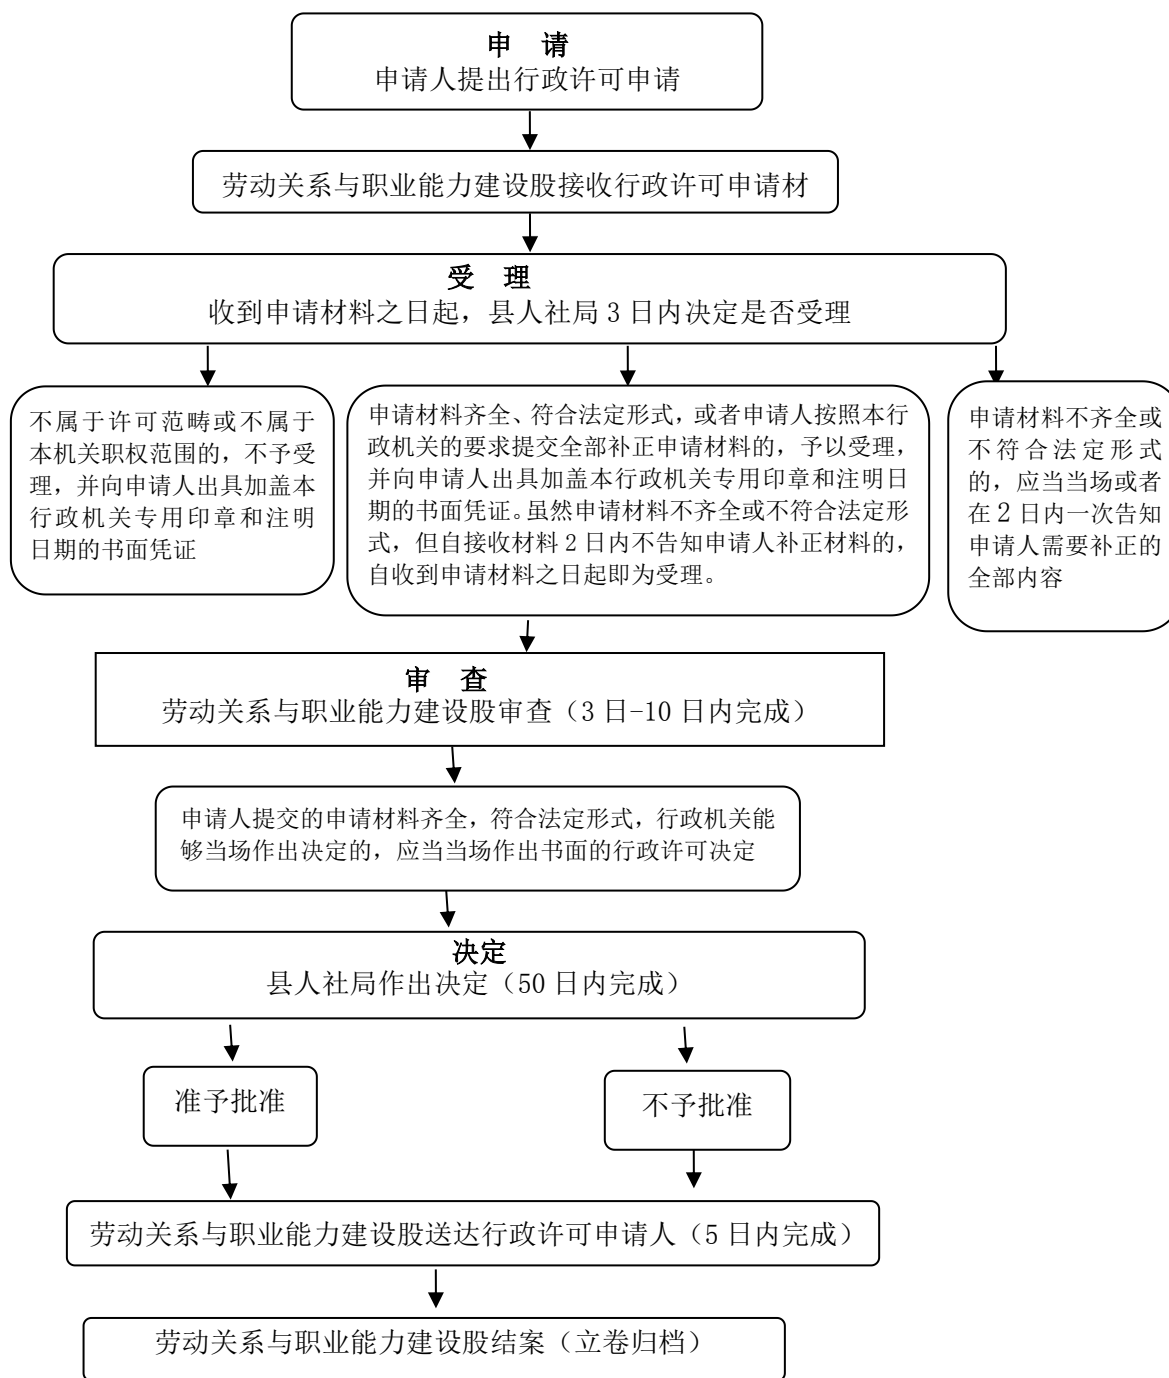 申 请
申请人提出行政许可申请
劳动关系与职业能力建设股接收行政许可申请材
受 理
收到申请材料之日起，县人社局 3 日内决定是否受理
不属于许可范畴或不属于
本机关职权范围的，不予受
理，并向申请人出具加盖本
行政机关专用印章和注明
日期的书面凭证
申请材料齐全、符合法定形式，或者申请人按照本行
政机关的要求提交全部补正申请材料的，予以受理，
并向申请人出具加盖本行政机关专用印章和注明日
期的书面凭证。虽然申请材料不齐全或不符合法定形
式，但自接收材料 2 日内不告知申请人补正材料的，
自收到申请材料之日起即为受理。
申请材料不齐全或
不符合法定形式
的，应当当场或者
在 2 日内一次告知
申请人需要补正的
全部内容
审 查
劳动关系与职业能力建设股审查（3 日-10 日内完成）
申请人提交的申请材料齐全，符合法定形式，行政机关能
够当场作出决定的，应当当场作出书面的行政许可决定
决定
县人社局作出决定（50 日内完成）
准予批准
不予批准
劳动关系与职业能力建设股送达行政许可申请人（5 日内完成）
劳动关系与职业能力建设股结案（立卷归档）